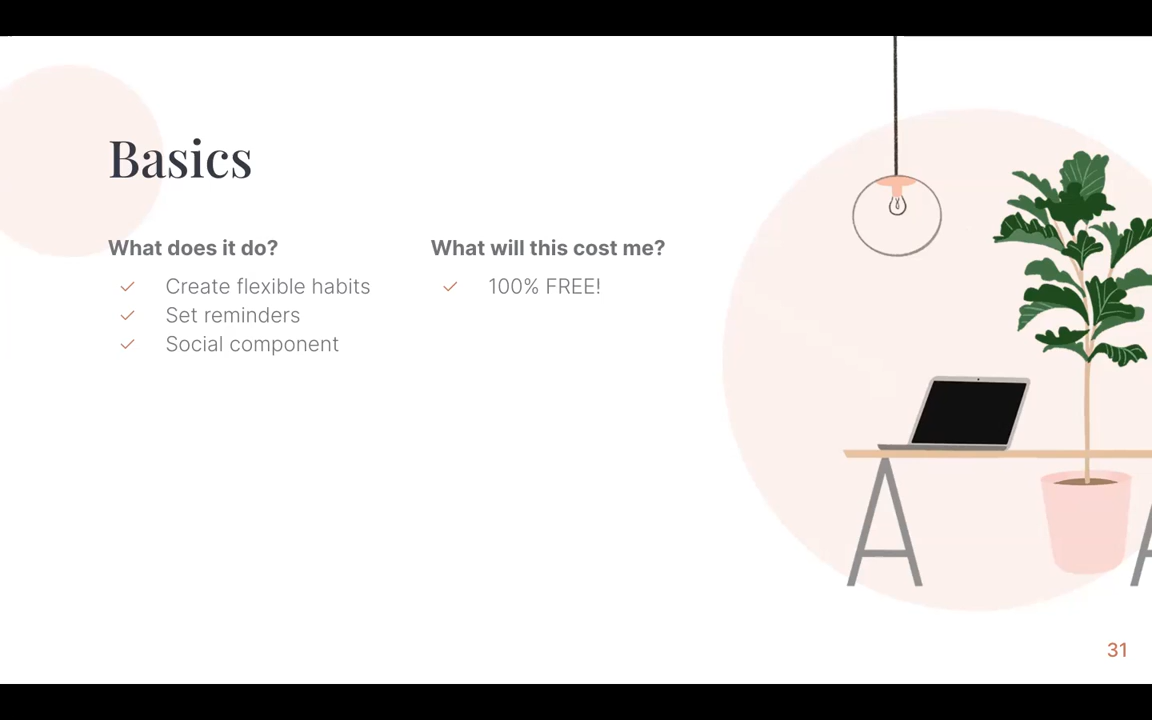 Basics
What does it do?
Create flexible habits
Set reminders
Social component
What will this cost me?
100% FREE!
31